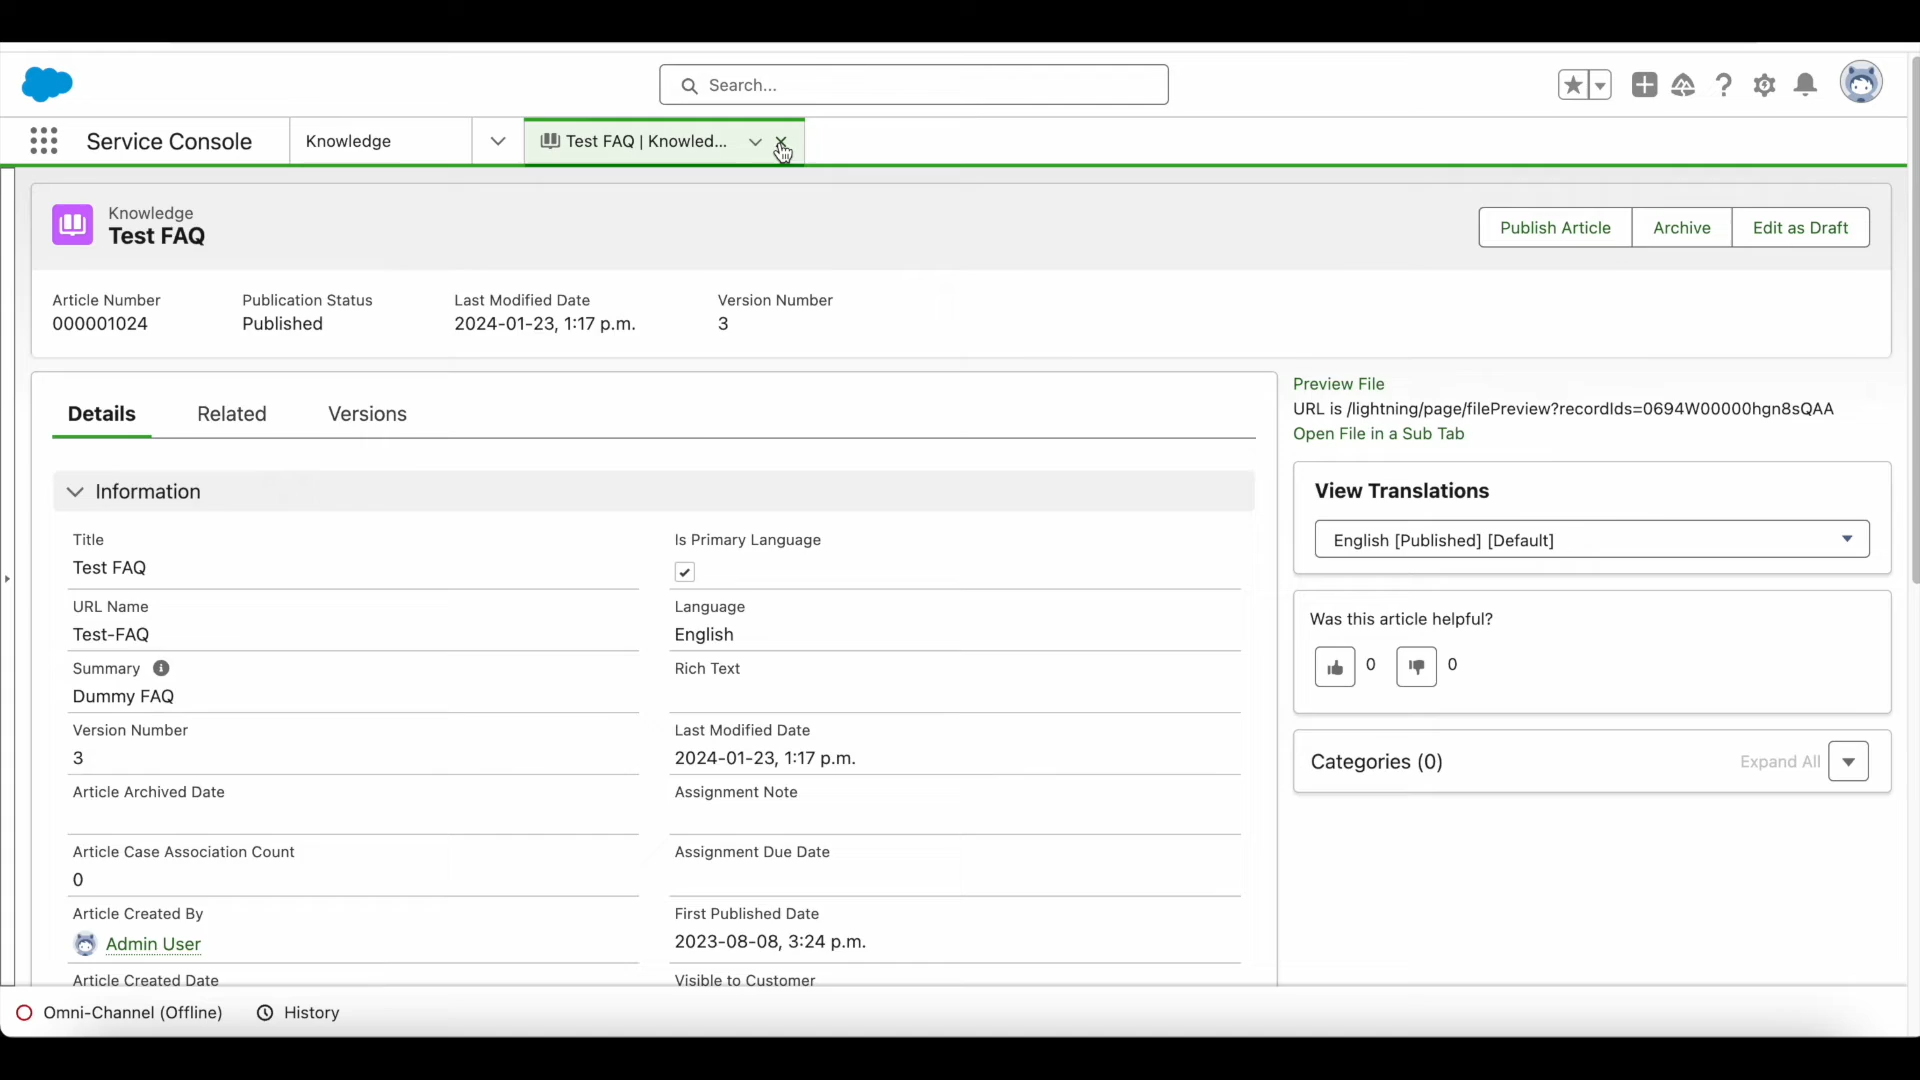 Search...
Service Console
Knowledge
Test FAQ | Knowled...
Knowledge
Test FAQ
Publish Article
Archive
Edit as Draft
Article Number
000001024
Publication Status
Published
Last Modified Date
2024-01-23, 1:17 p.m.
Version Number
3
Details
Related
Versions
Information
Title
Test FAQ
Is Primary Language
URL Name
Test-FAQ
Language
English
Summary
Dummy FAQ
Rich Text
Version Number
3
Last Modified Date
2024-01-23, 1:17 p.m.
Article Archived Date
Assignment Note
Article Case Association Count
0
Assignment Due Date
Article Created By
Admin User
First Published Date
2023-08-08, 3:24 p.m.
Article Created Date
Visible to Customer
Preview File
URL is /lightning/page/filePreview?recordIds=0694W00000hgn8sQAA
Open File in a Sub Tab
View Translations
English [Published] [Default]
Was this article helpful?
0
0
Categories (0)
Expand All
Omni-Channel (Offline)
History